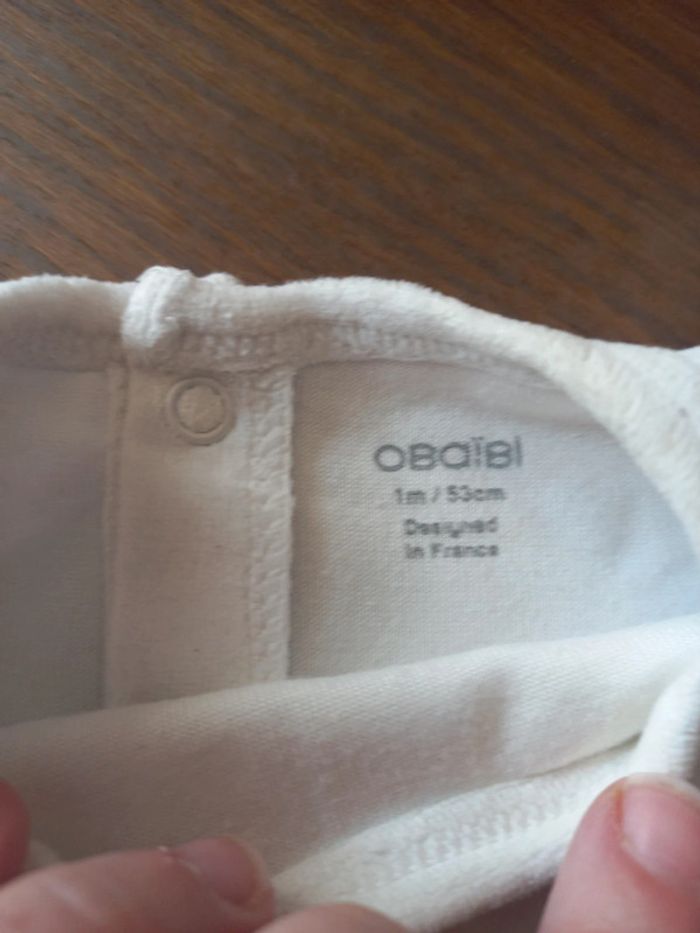 OBaïBI
1m / 53cm
Designed
in France